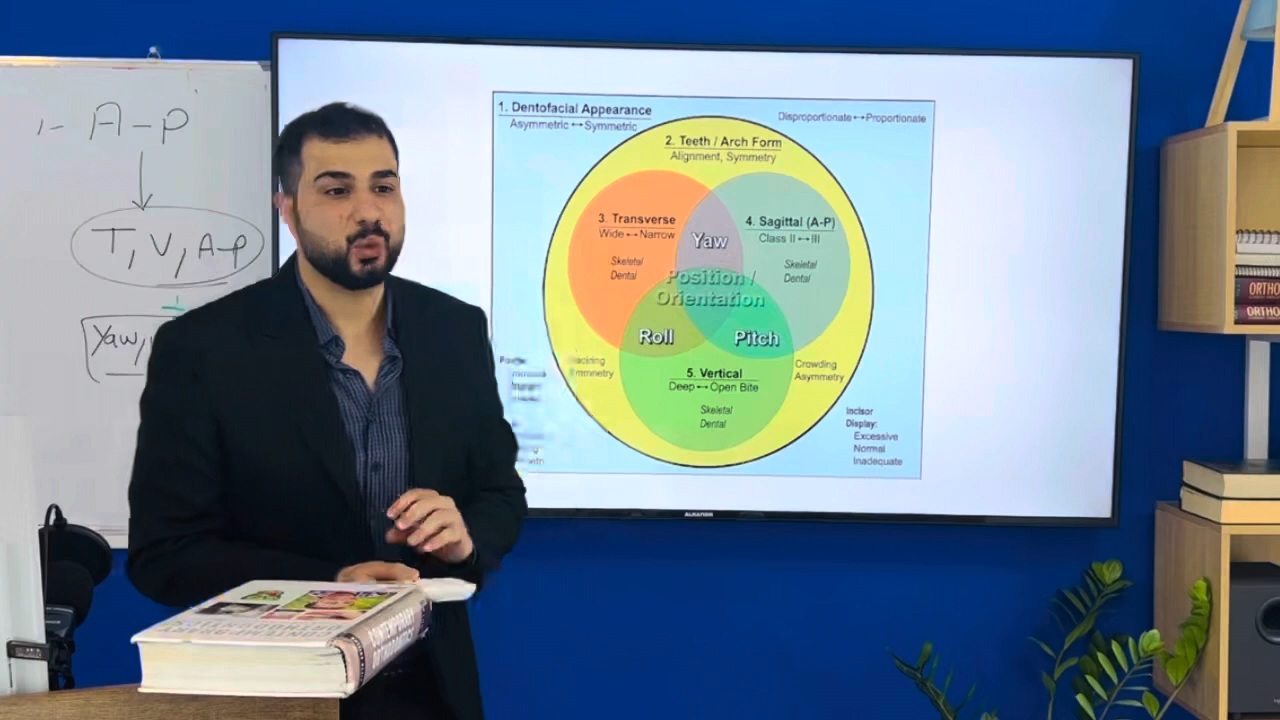 1- A-P
T, V, A-P
Yaw,
1. Dentofacial Appearance
Asymmetric ↔ Symmetric
Disproportionate ↔ Proportionate
2. Teeth / Arch Form
Alignment, Symmetry
3. Transverse
Wide ↔ Narrow
Skeletal
Dental
Yaw
4. Sagittal (A-P)
Class II ↔ III
Skeletal
Dental
Position /
Orientation
Roll
Pitch
5. Vertical
Deep ↔ Open Bite
Skeletal
Dental
Crowding
Asymmetry
Incisor
Display:
Excessive
Normal
Inadequate
ORTHO
ORTHO
CONTEMPORARY